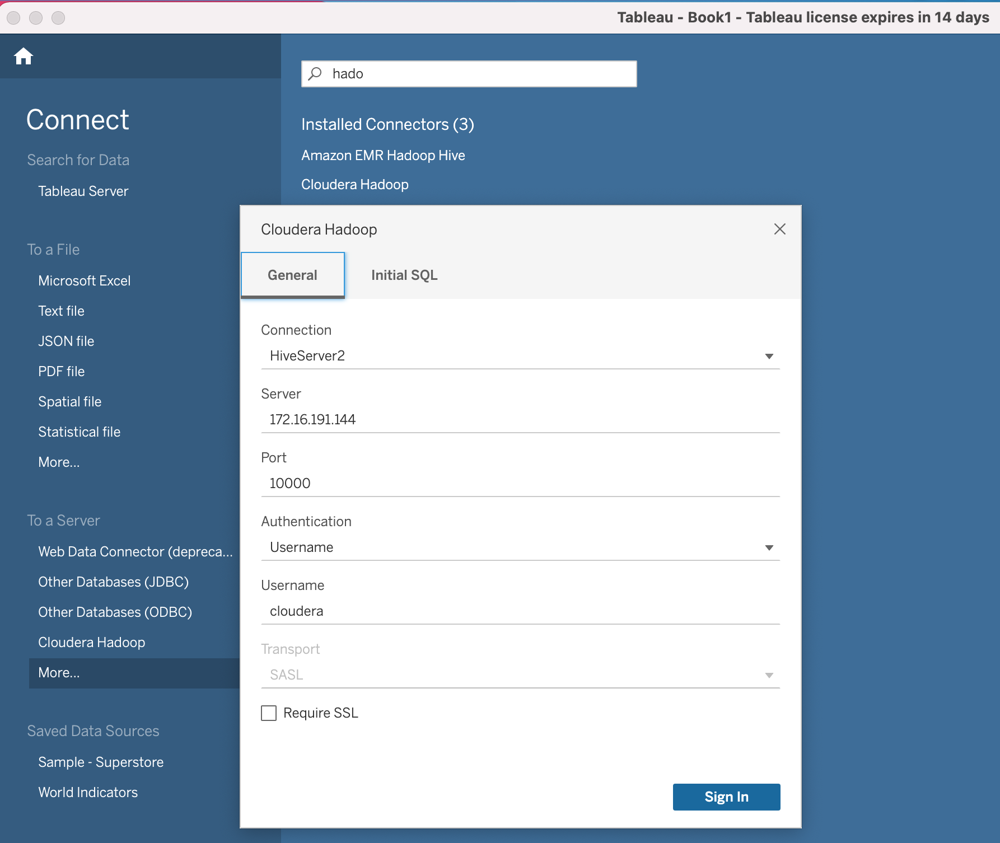 Tableau - Book1 - Tableau license expires in 14 days
hado
Connect
Search for Data
Tableau Server
To a File
Microsoft Excel
Text file
JSON file
PDF file
Spatial file
Statistical file
More...
To a Server
Web Data Connector (depreca...
Other Databases (JDBC)
Other Databases (ODBC)
Cloudera Hadoop
More...
Saved Data Sources
Sample - Superstore
World Indicators
Installed Connectors (3)
Amazon EMR Hadoop Hive
Cloudera Hadoop
Cloudera Hadoop
General
Initial SQL
Connection
HiveServer2
Server
172.16.191.144
Port
10000
Authentication
Username
Username
cloudera
Transport
SASL
Require SSL
Sign In